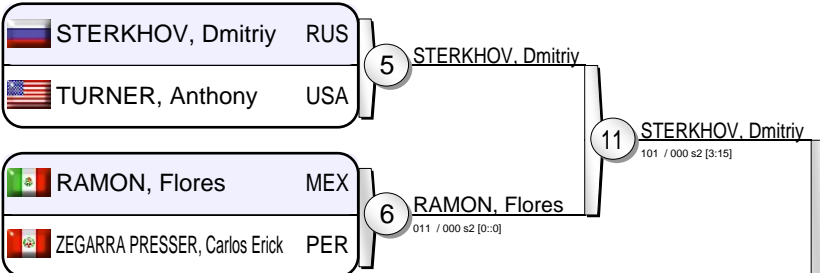 STERKHOV, Dmitriy RUS
TURNER, Anthony USA
5 STERKHOV, Dmitriy
11 STERKHOV, Dmitriy
101 / 000 s2 [3:15]
RAMON, Flores MEX
ZEGARRA PRESSER, Carlos Erick PER
6 RAMON, Flores
011 / 000 s2 [0::0]